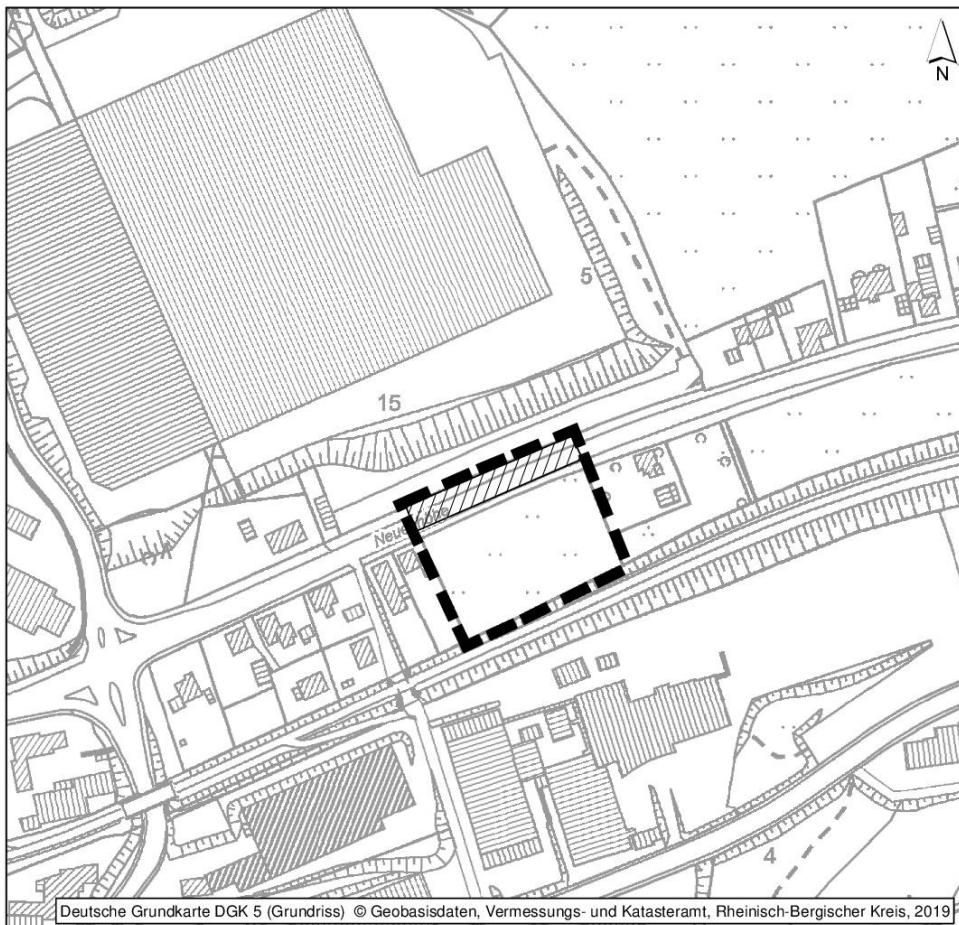 N
5
15
4
Deutsche Grundkarte DGK 5 (Grundriss) © Geobasisdaten, Vermessungs- und Katasteramt, Rheinisch-Bergischer Kreis, 2019